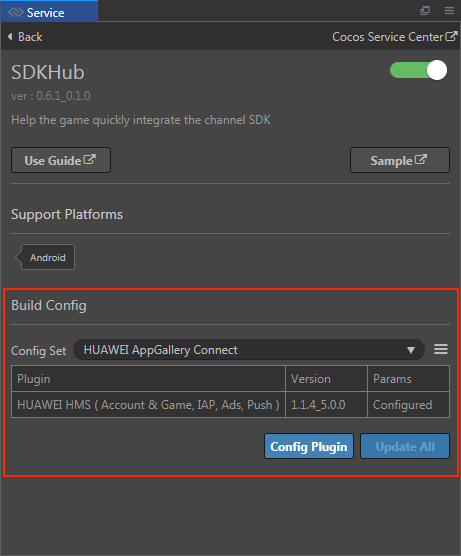 Service
Back Cocos Service Center
SDKHub
ver : 0.6.1_0.1.0
Help the game quickly integrate the channel SDK
Use Guide Sample
Support Platforms
Android
Build Config
Config Set HUAWEI AppGallery Connect
Plugin Version Params
HUAWEI HMS ( Account & Game, IAP, Ads, Push ) 1.1.4_5.0.0 Configured
Config Plugin Update All